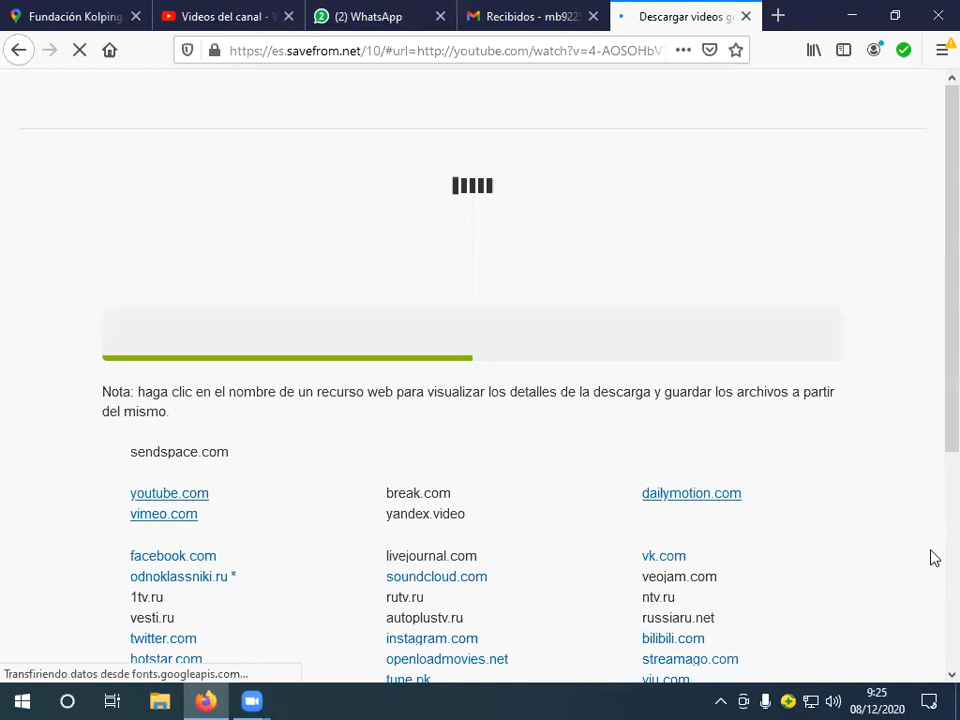 Fundación Kolping
Videos del canal -
(2) WhatsApp
Recibidos - mb922
Descargar videos g
https://es.savefrom.net/10/#url=http://youtube.com/watch?v=4-AOSOHbV
Nota: haga clic en el nombre de un recurso web para visualizar los detalles de la descarga y guardar los archivos a partir
del mismo.
sendspace.com
youtube.com break.com dailymotion.com
vimeo.com yandex.video
facebook.com livejournal.com vk.com
odnoklassniki.ru * soundcloud.com veojam.com
1tv.ru rutv.ru ntv.ru
vesti.ru autoplustv.ru russiaru.net
twitter.com instagram.com bilibili.com
hotstar.com openloadmovies.net streamago.com
tune.pk viu.com
Transfiriendo datos desde fonts.googleapis.com...
9:25
08/12/2020